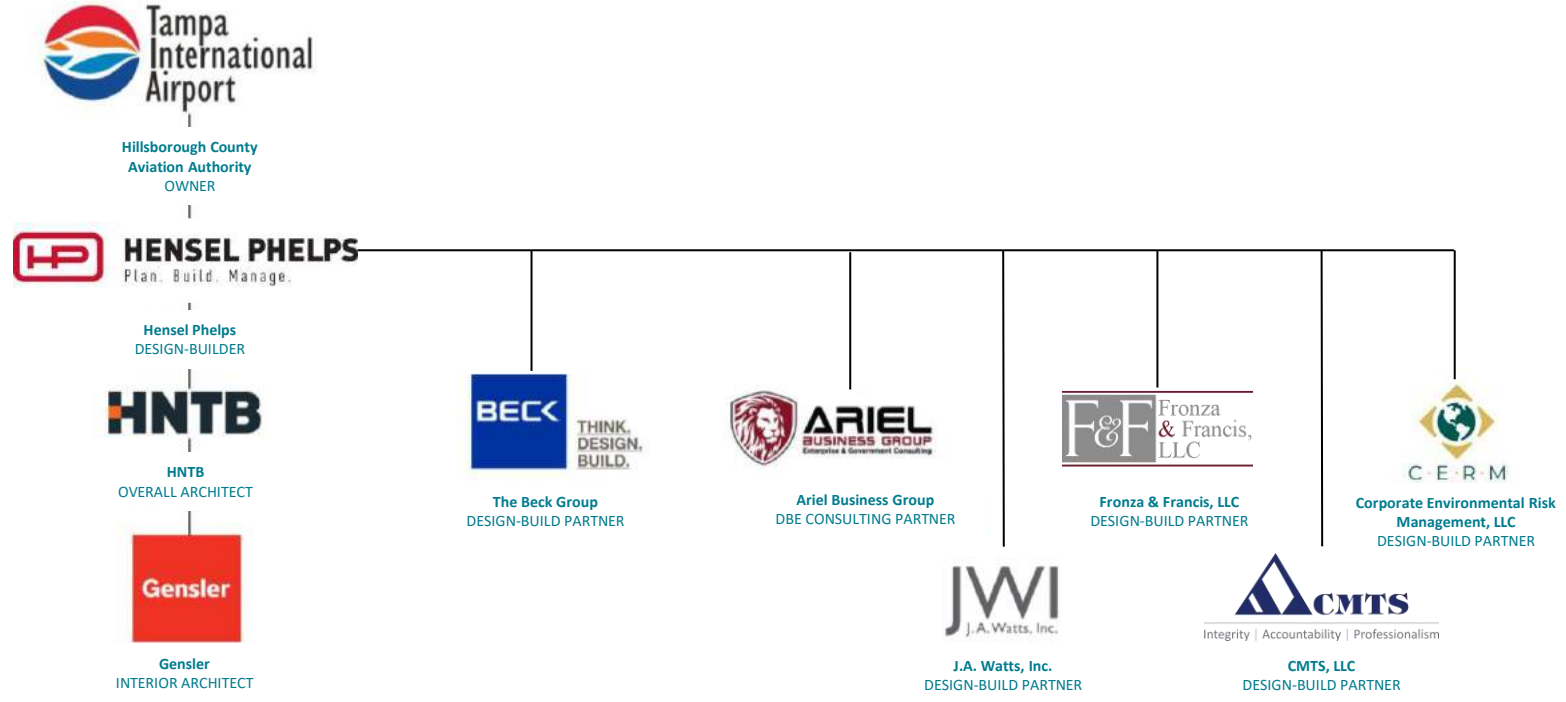 Tampa
International
Airport
Hillsborough County
Aviation Authority
OWNER
HP
HENSEL PHELPS
Plan. Build. Manage.
Hensel Phelps
DESIGN-BUILDER
HNTB
HNTB
OVERALL ARCHITECT
Gensler
Gensler
INTERIOR ARCHITECT
BECK
THINK.
DESIGN.
BUILD.
The Beck Group
DESIGN-BUILD PARTNER
ARIEL
BUSINESS GROUP
Enterprise & Government Consulting
Ariel Business Group
DBE CONSULTING PARTNER
JWI
J.A. Watts, Inc.
J.A. Watts, Inc.
DESIGN-BUILD PARTNER
F&F
Fronza
& Francis,
LLC
Fronza & Francis, LLC
DESIGN-BUILD PARTNER
CMTS
Integrity | Accountability | Professionalism
CMTS, LLC
DESIGN-BUILD PARTNER
C·E·R·M
Corporate Environmental Risk
Management, LLC
DESIGN-BUILD PARTNER